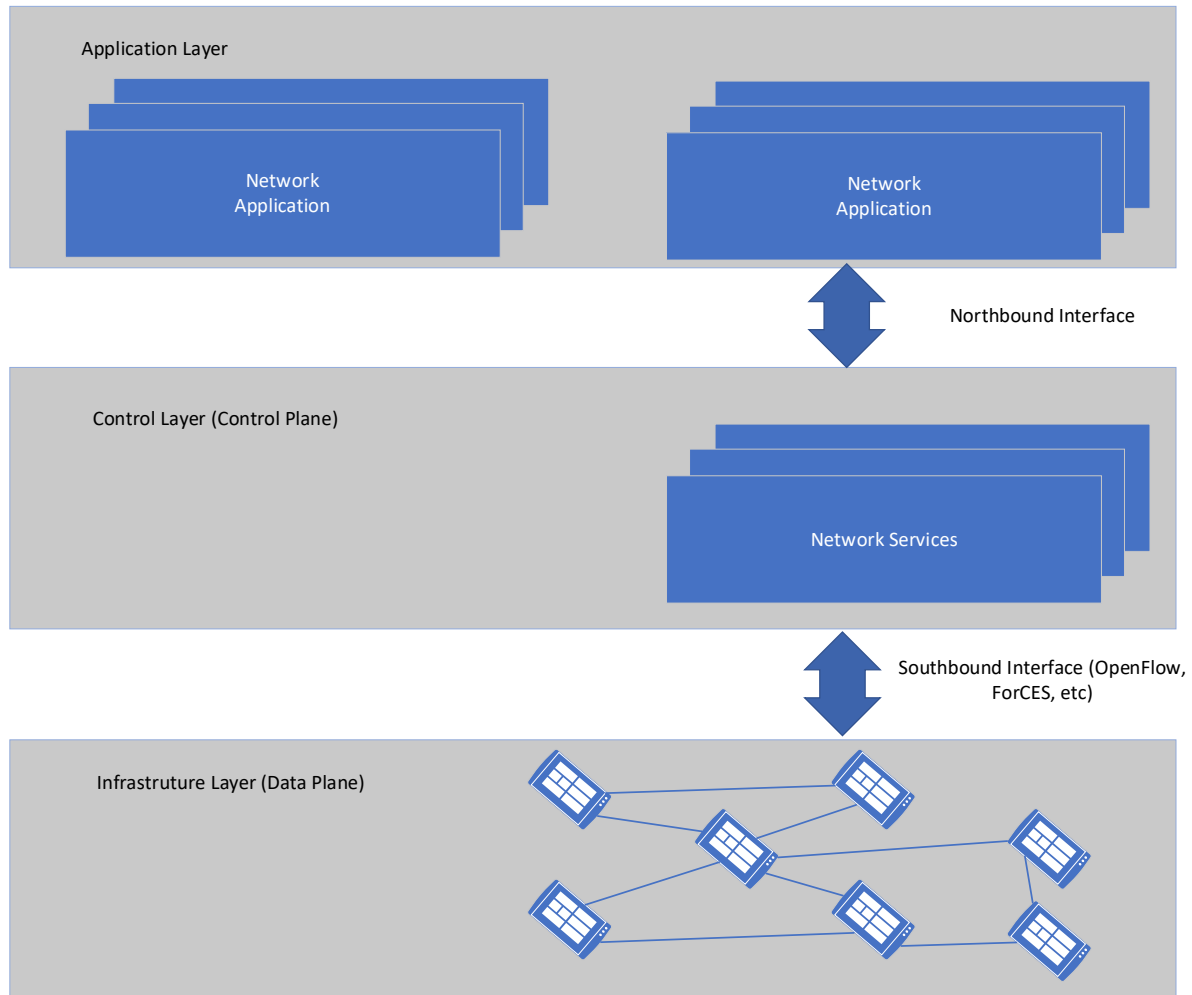 Application Layer
Network
Application
Network
Application
Northbound Interface
Control Layer (Control Plane)
Network Services
Southbound Interface (OpenFlow,
ForCES, etc)
Infrastruture Layer (Data Plane)